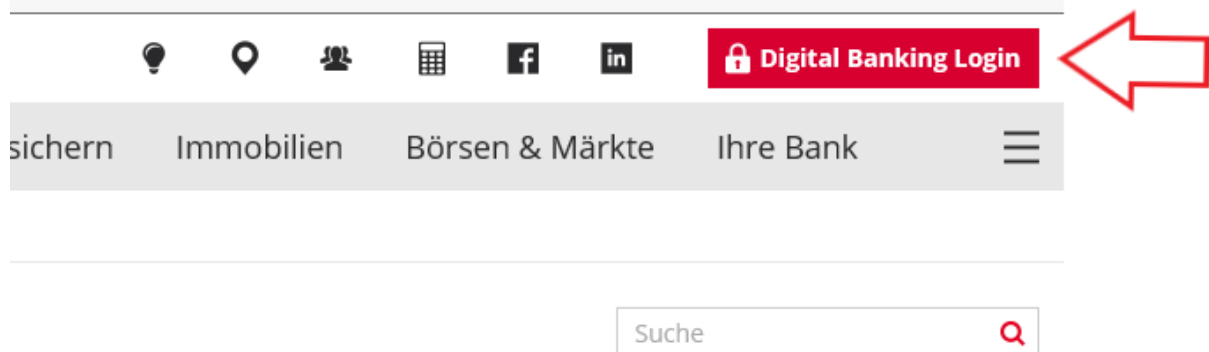 Digital Banking Login
sichern Immobilien Börsen & Märkte Ihre Bank
Suche